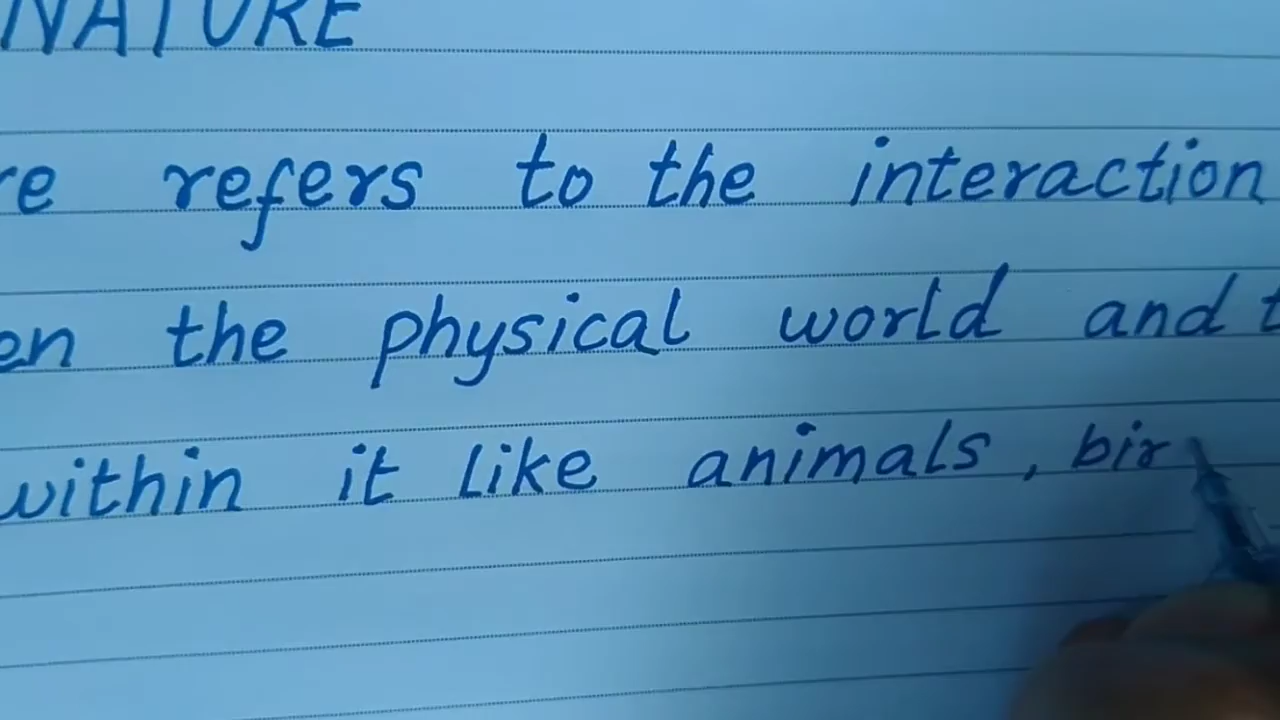 NATURE
re refers to the interaction
en the physical world and t
within it like animals, bir